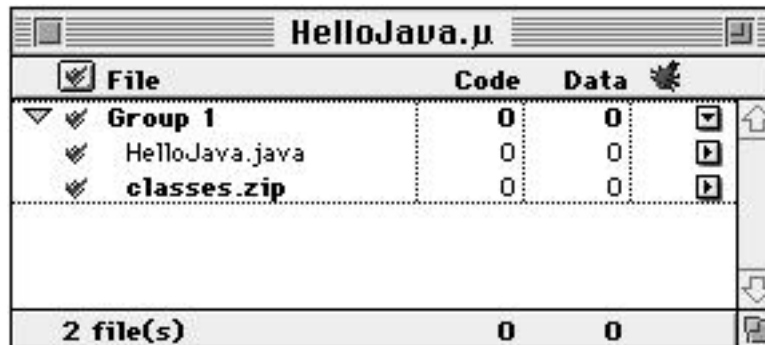 HelloJava.µ
File Code Data
Group 1 0 0
HelloJava.java 0 0
classes.zip 0 0
2 file(s) 0 0